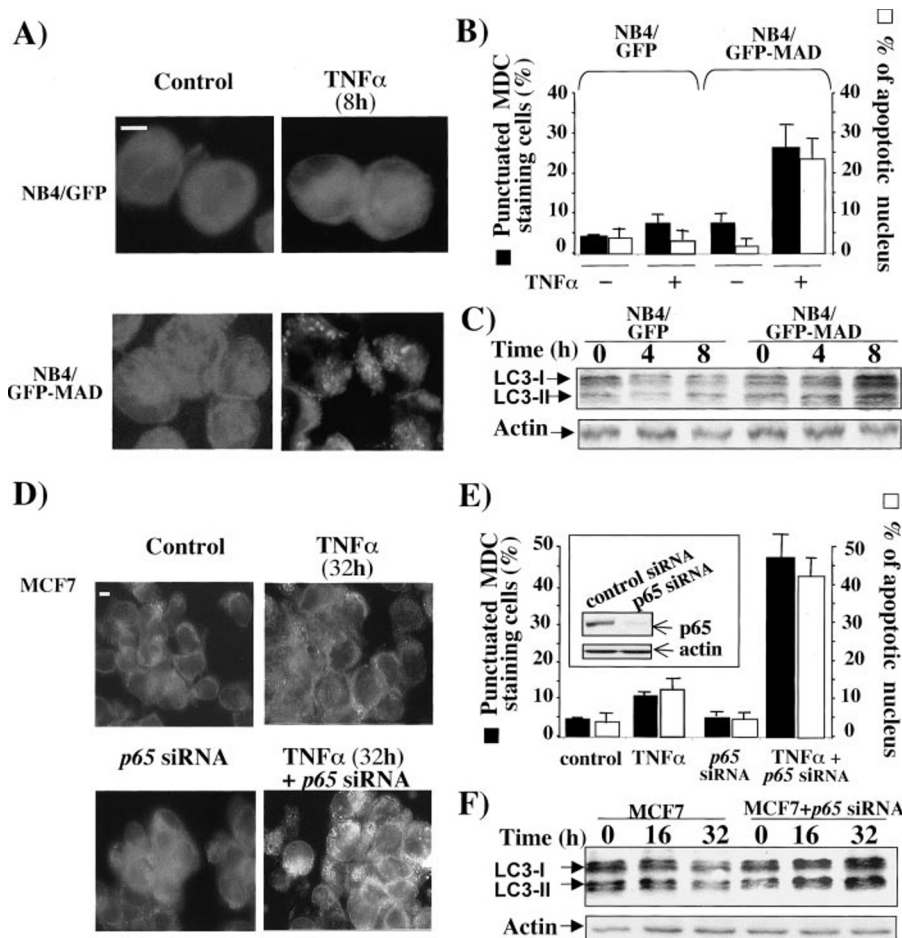 A)
Control
TNFα
(8h)
NB4/GFP
NB4/
GFP-MAD
B)
NB4/
GFP
NB4/
GFP-MAD
■ Punctuated MDC
staining cells (%)
40
30
20
10
0
40
30
20
10
0
□ % of apoptotic nucleus
TNFα − + − +
C)
NB4/
GFP
NB4/
GFP-MAD
Time (h) 0 4 8 0 4 8
LC3-I
LC3-II
Actin
D)
Control
TNFα
(32h)
MCF7
p65 siRNA
TNFα (32h)
+ p65 siRNA
E)
■ Punctuated MDC
staining cells (%)
50
40
30
20
10
0
control siRNA
p65 siRNA
p65
actin
50
40
30
20
10
0
□ % of apoptotic nucleus
control
TNFα
p65
siRNA
TNFα +
p65 siRNA
F)
MCF7
MCF7+p65 siRNA
Time (h) 0 16 32 0 16 32
LC3-I
LC3-II
Actin